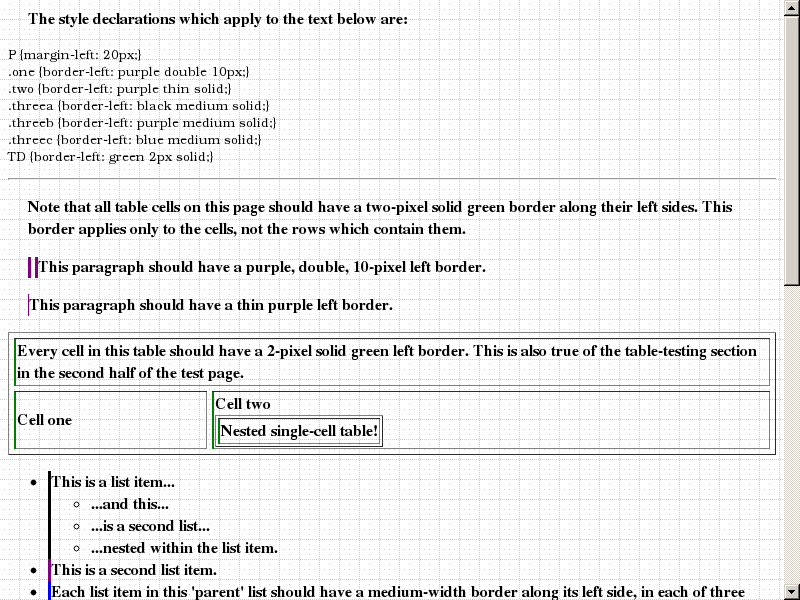 The style declarations which apply to the text below are:
P {margin-left: 20px;}
.one {border-left: purple double 10px;}
.two {border-left: purple thin solid;}
.threea {border-left: black medium solid;}
.threeb {border-left: purple medium solid;}
.threec {border-left: blue medium solid;}
TD {border-left: green 2px solid;}
Note that all table cells on this page should have a two-pixel solid green border along their left sides. This
border applies only to the cells, not the rows which contain them.
This paragraph should have a purple, double, 10-pixel left border.
This paragraph should have a thin purple left border.
Every cell in this table should have a 2-pixel solid green left border. This is also true of the table-testing section
in the second half of the test page.
Cell one
Cell two
Nested single-cell table!
This is a list item...
...and this...
...is a second list...
...nested within the list item.
This is a second list item.
Each list item in this 'parent' list should have a medium-width border along its left side, in each of three